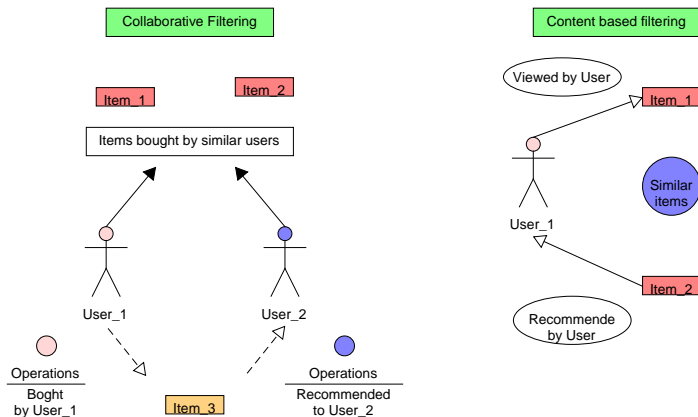 Collaborative Filtering
Item_1
Item_2
Items bought by similar users
User_1
User_2
Operations
Boght
by User_1
Item_3
Operations
Recommended
to User_2
Content based filtering
Viewed by User
Item_1
User_1
Similar
items
Item_2
Recommende
by User